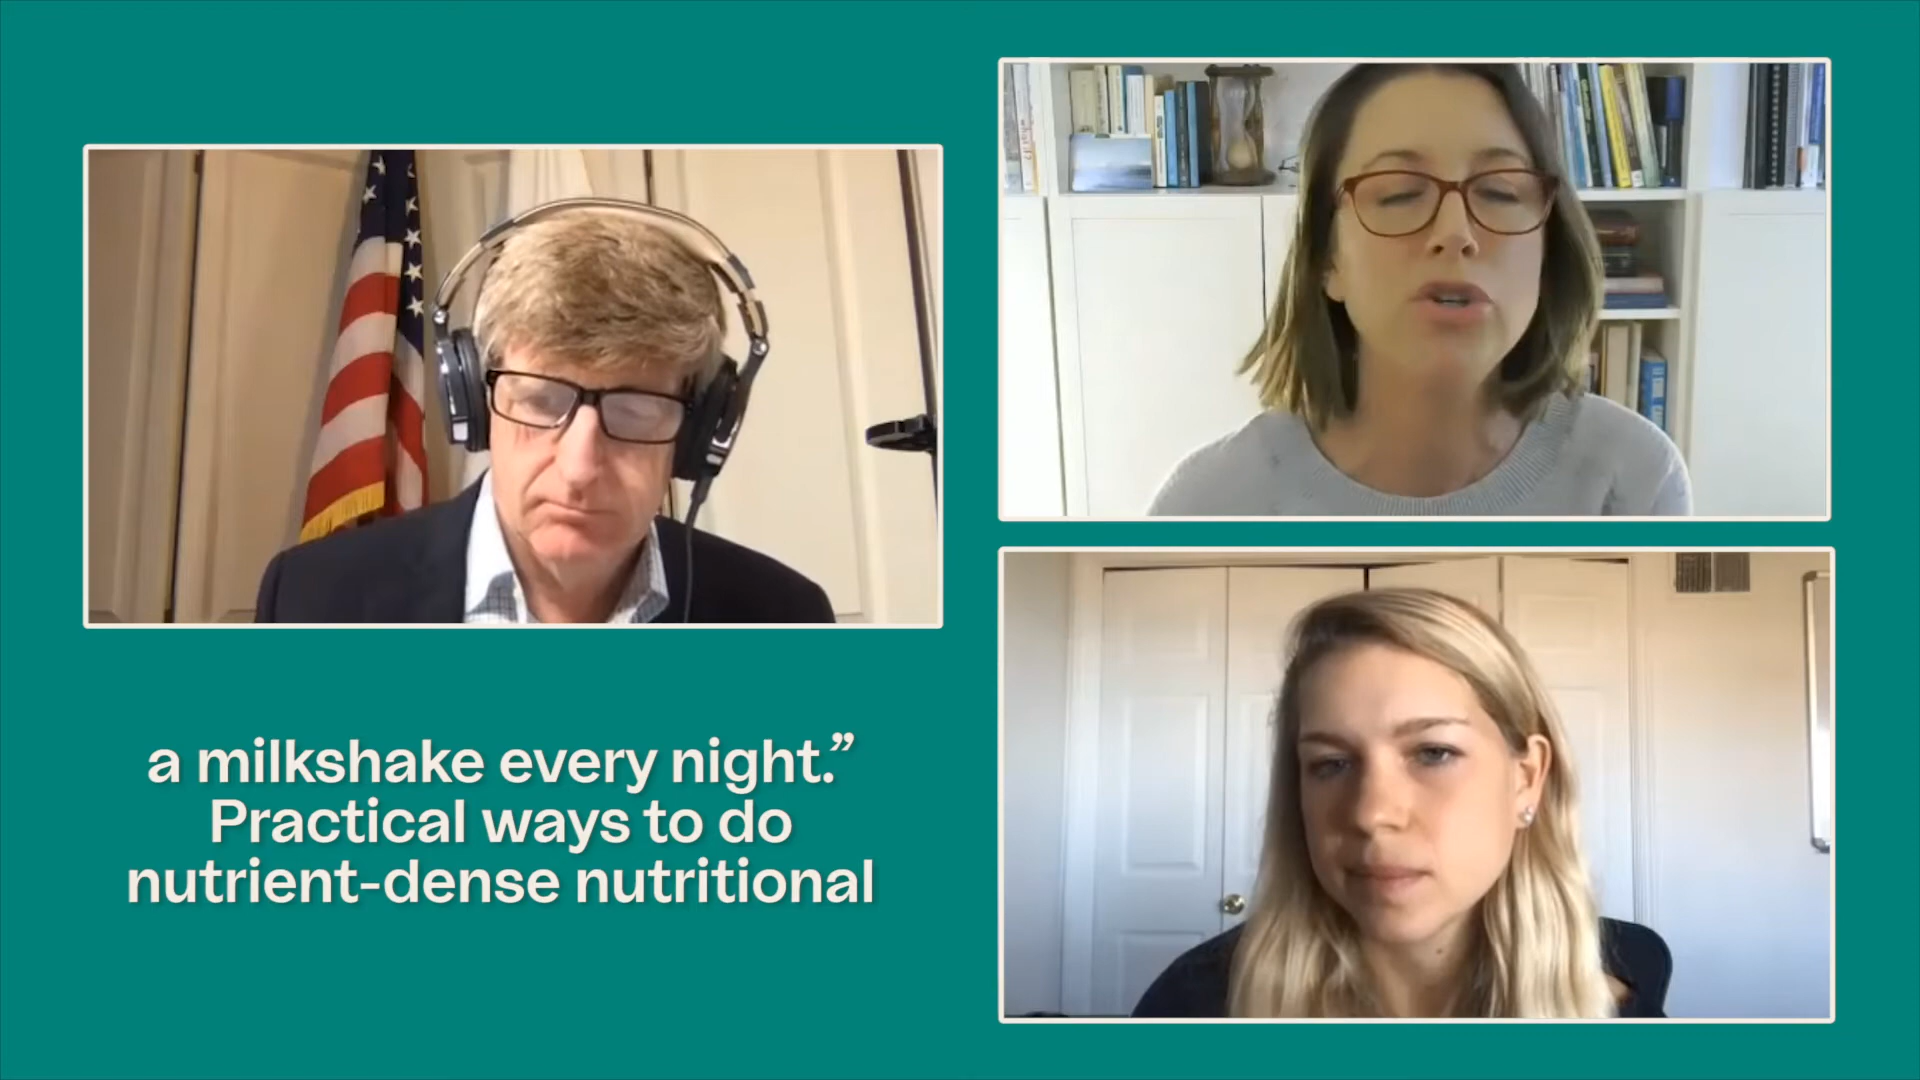 a milkshake every night.”
Practical ways to do
nutrient-dense nutritional